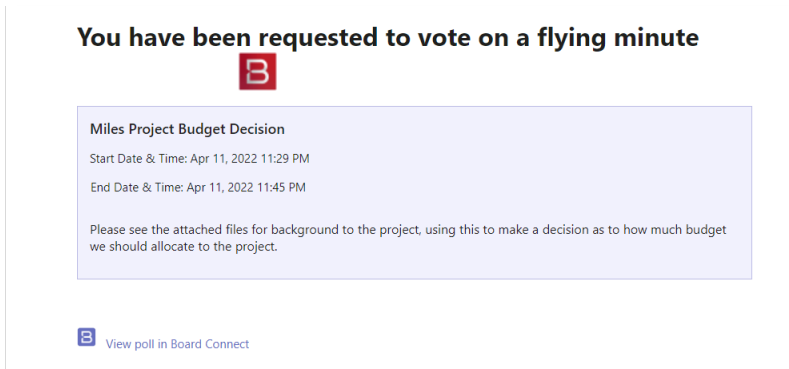 You have been requested to vote on a flying minute
B
Miles Project Budget Decision
Start Date & Time: Apr 11, 2022 11:29 PM
End Date & Time: Apr 11, 2022 11:45 PM
Please see the attached files for background to the project, using this to make a decision as to how much budget
we should allocate to the project.
B View poll in Board Connect